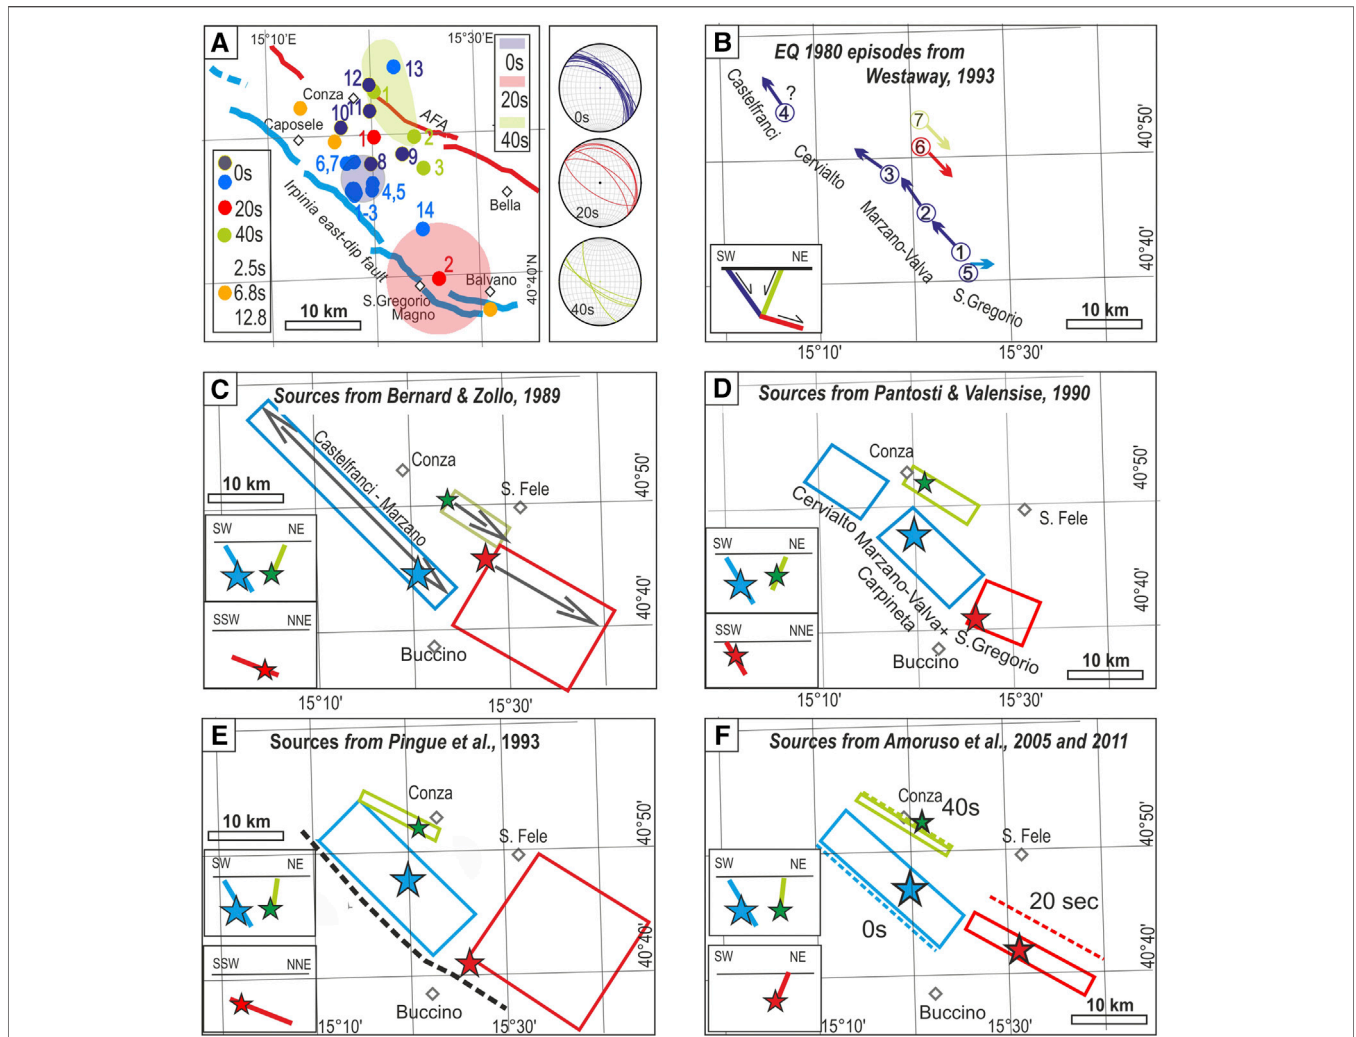 A
15°10'E
15°30'E
12
13
Conza
1
11
10
AFA
Caposele
1
2
6,7
8
9
3
4,5
1-3
14
Bella
Irpinia east-dip fault
2
Balvano
S.Gregorio
Magno
40°40'N
10 km
0s
20s
40s
2.5s
6.8s
12.8
0s
20s
40s
0s
20s
40s
B
EQ 1980 episodes from
Westaway, 1993
Castelfranci
?
4
Cervialto
3
7
6
2
Marzano-Valva
1
5
S.Gregorio
SW
NE
10 km
40°50'
40°40'
15°10'
15°30'
C
Sources from Bernard & Zollo, 1989
Castelfranci - Marzano
Conza
S. Fele
10 km
SW
NE
SSW
NNE
Buccino
40°50'
40°40'
15°10'
15°30'
D
Sources from Pantosti & Valensise, 1990
Conza
S. Fele
Cervialto
Marzano-Valva+
Carpineta
S.Gregorio
Buccino
SW
NE
SSW
NNE
10 km
40°50'
40°40'
15°10'
15°30'
E
Sources from Pingue et al., 1993
Conza
S. Fele
10 km
SW
NE
SSW
NNE
Buccino
40°50'
40°40'
15°10'
15°30'
F
Sources from Amoruso et al., 2005 and 2011
Conza
40s
S. Fele
20 sec
0s
SW
NE
SW
NE
Buccino
10 km
40°50'
40°40'
15°10'
15°30'